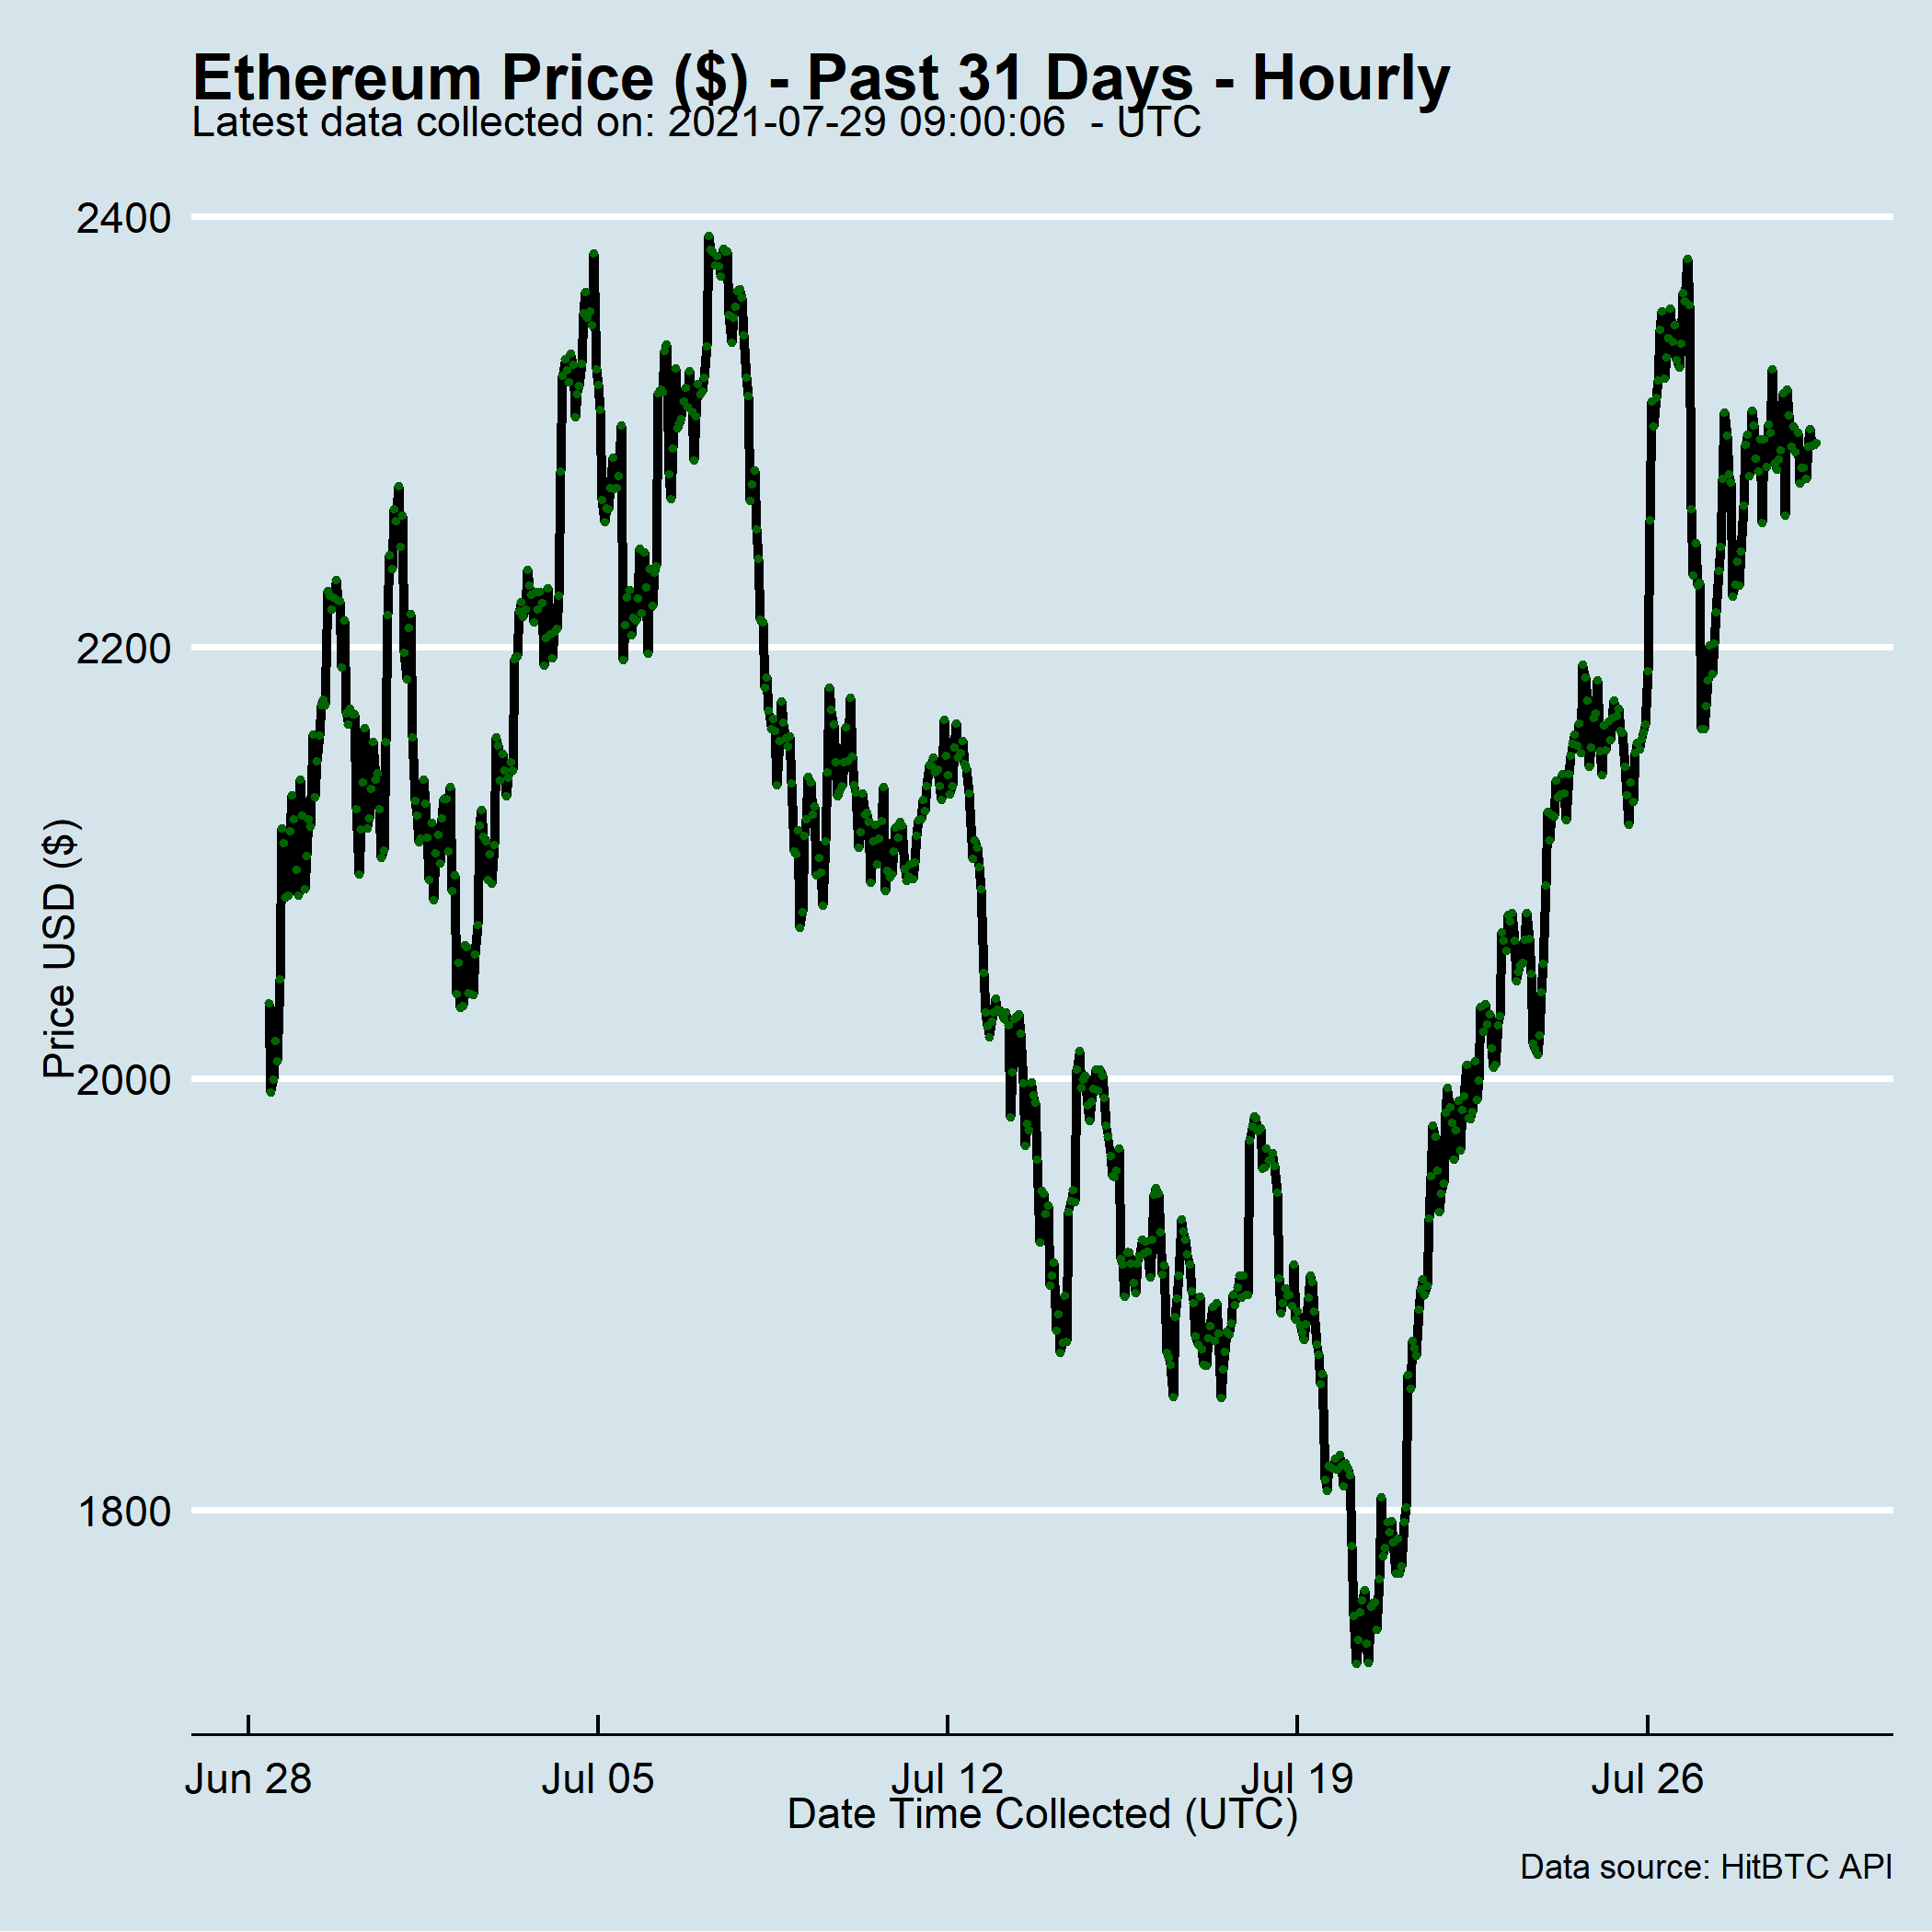 Ethereum Price ($) - Past 31 Days - Hourly
Latest data collected on: 2021-07-29 09:00:06  - UTC
2400
2200
2000
1800
Price USD ($)
Jun 28
Jul 05
Jul 12
Jul 19
Jul 26
Date Time Collected (UTC)
Data source: HitBTC API